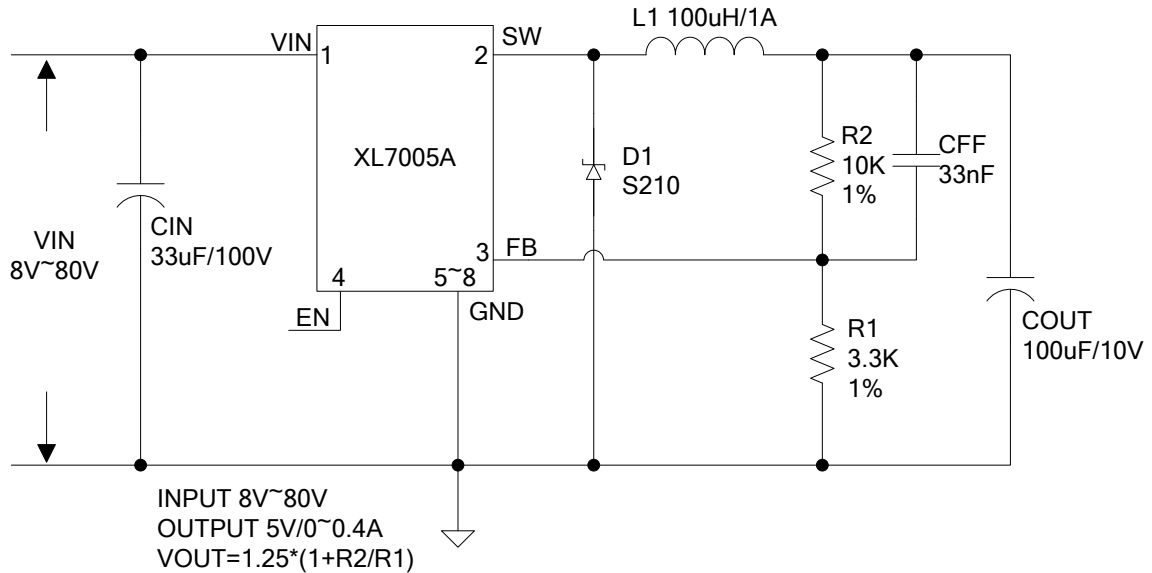 L1 100uH/1A
VIN
1
2
SW
XL7005A
D1
S210
R2
10K
1%
CFF
33nF
CIN
33uF/100V
VIN
8V~80V
3
FB
4
5~8
EN
GND
R1
3.3K
1%
COUT
100uF/10V
INPUT 8V~80V
OUTPUT 5V/0~0.4A
VOUT=1.25*(1+R2/R1)